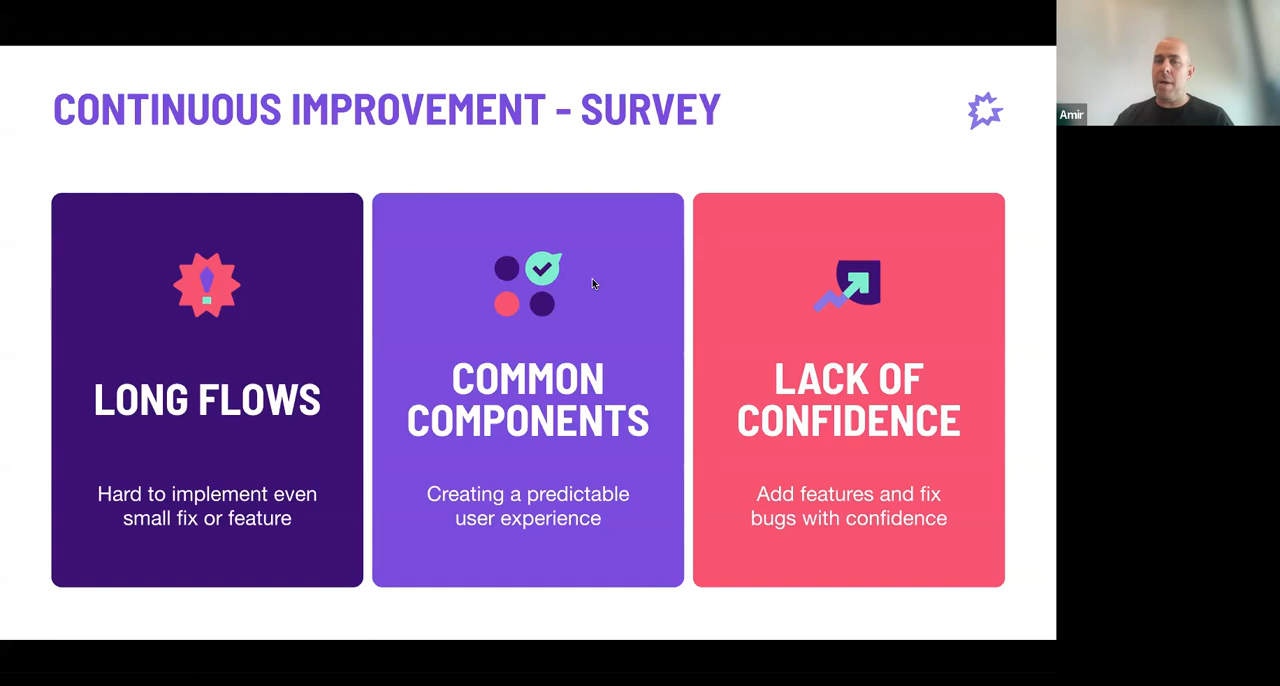 CONTINUOUS IMPROVEMENT - SURVEY
Amir
LONG FLOWS
Hard to implement even
small fix or feature
COMMON
COMPONENTS
Creating a predictable
user experience
LACK OF
CONFIDENCE
Add features and fix
bugs with confidence